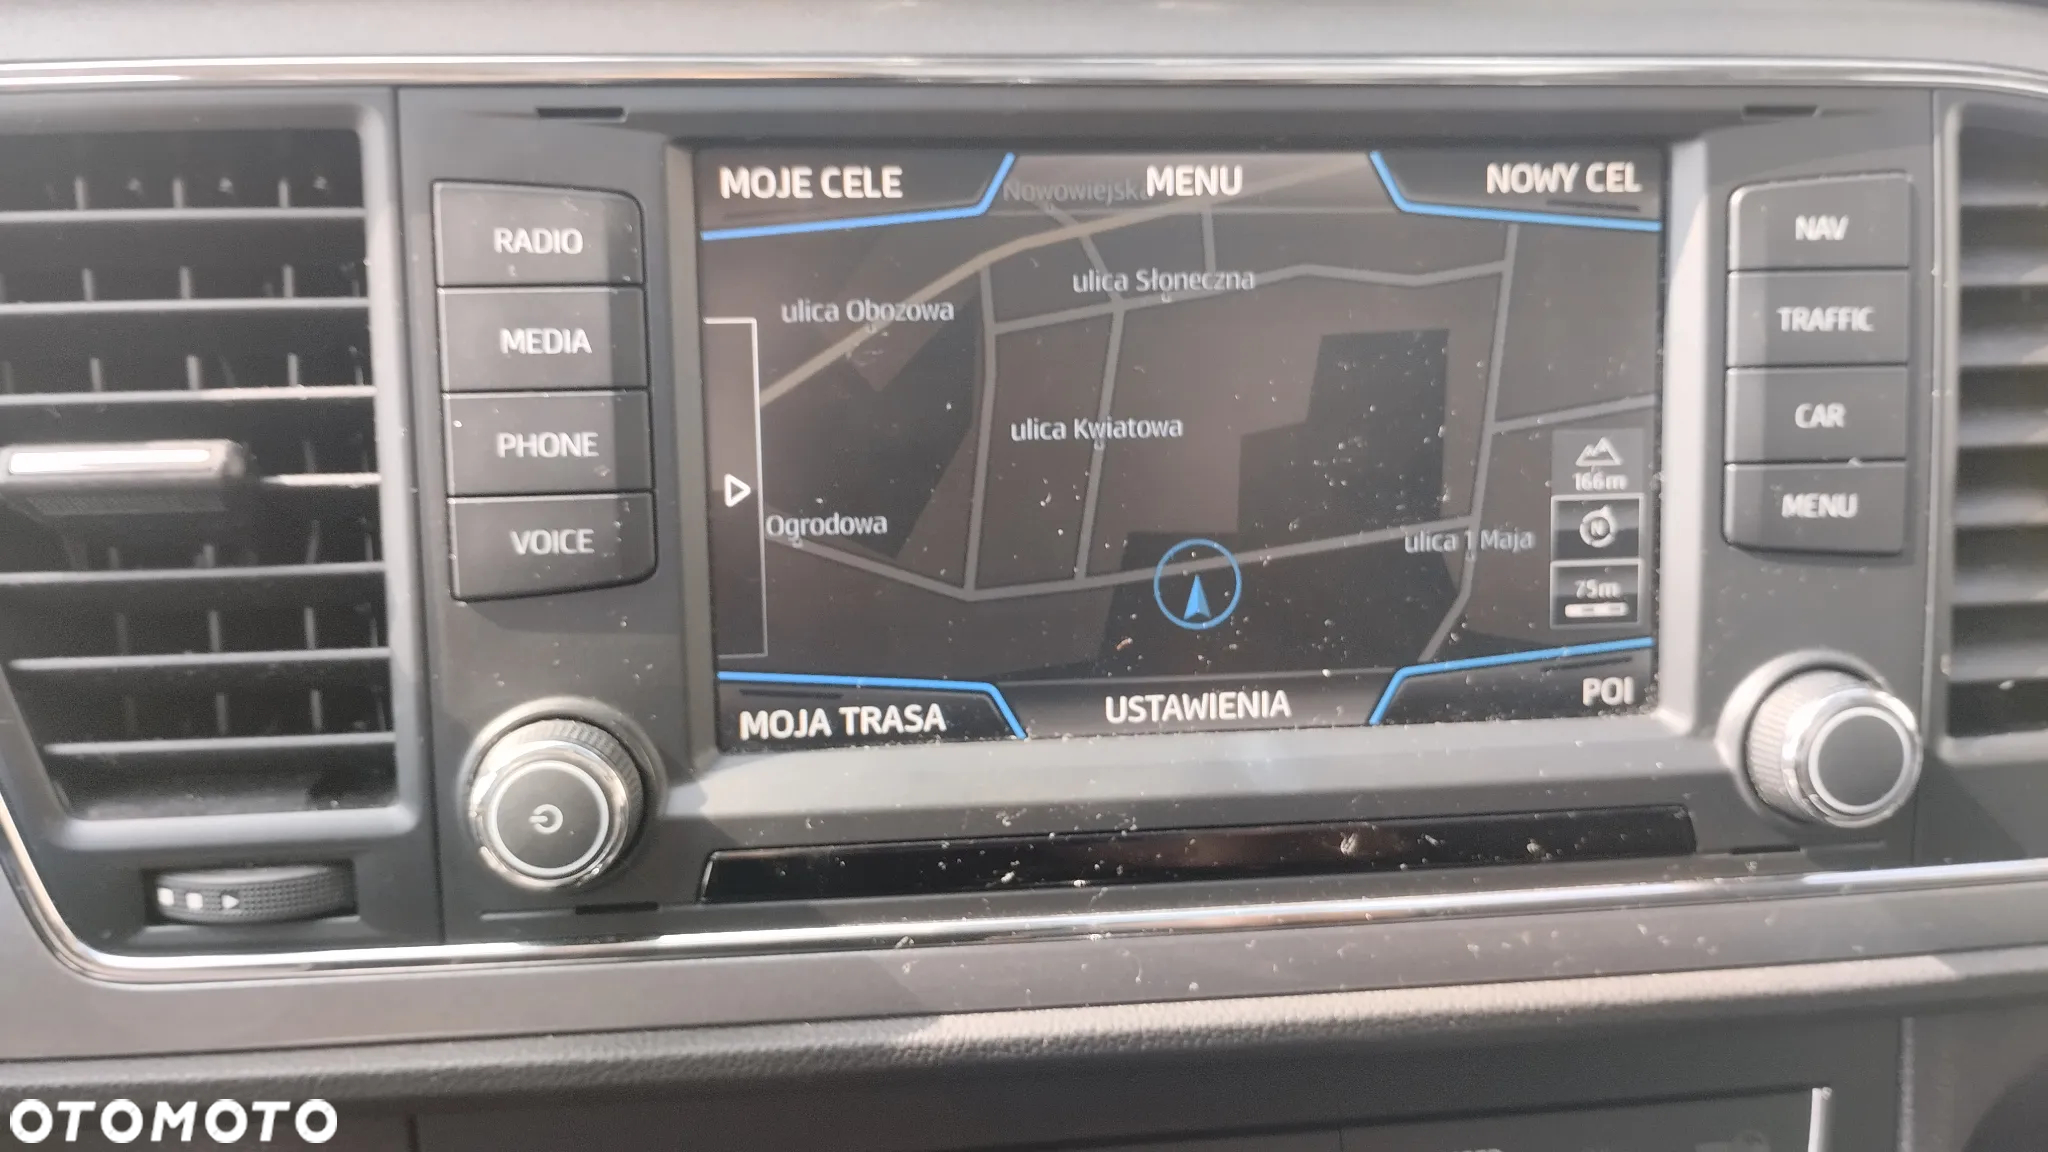 MOJE CELE
MENU
NOWY CEL
Nowowiejska
RADIO
MEDIA
PHONE
VOICE
ulica Słoneczna
ulica Obozowa
ulica Kwiatowa
Ogrodowa
ulica 1 Maja
166m
N
75m
MOJA TRASA
USTAWIENIA
POI
NAV
TRAFFIC
CAR
MENU
OTOMOTO